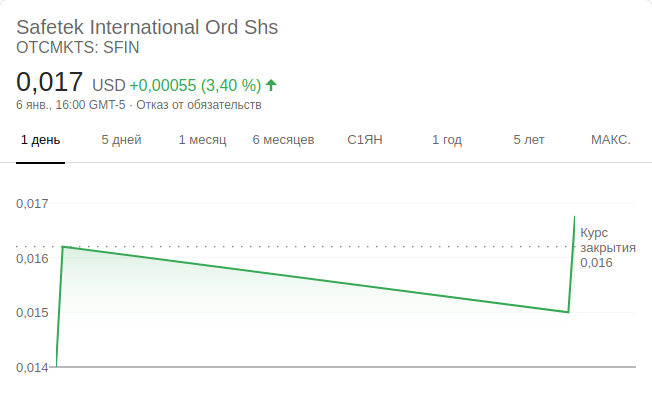 Safetek International Ord Shs
OTCMKTS: SFIN
0,017 USD +0,00055 (3,40 %)
6 янв., 16:00 GMT-5 · Отказ от обязательств
1 день 5 дней 1 месяц 6 месяцев С1ЯН 1 год 5 лет МАКС.
0,017
Курс
закрытия
0,016
0,016
0,015
0,014